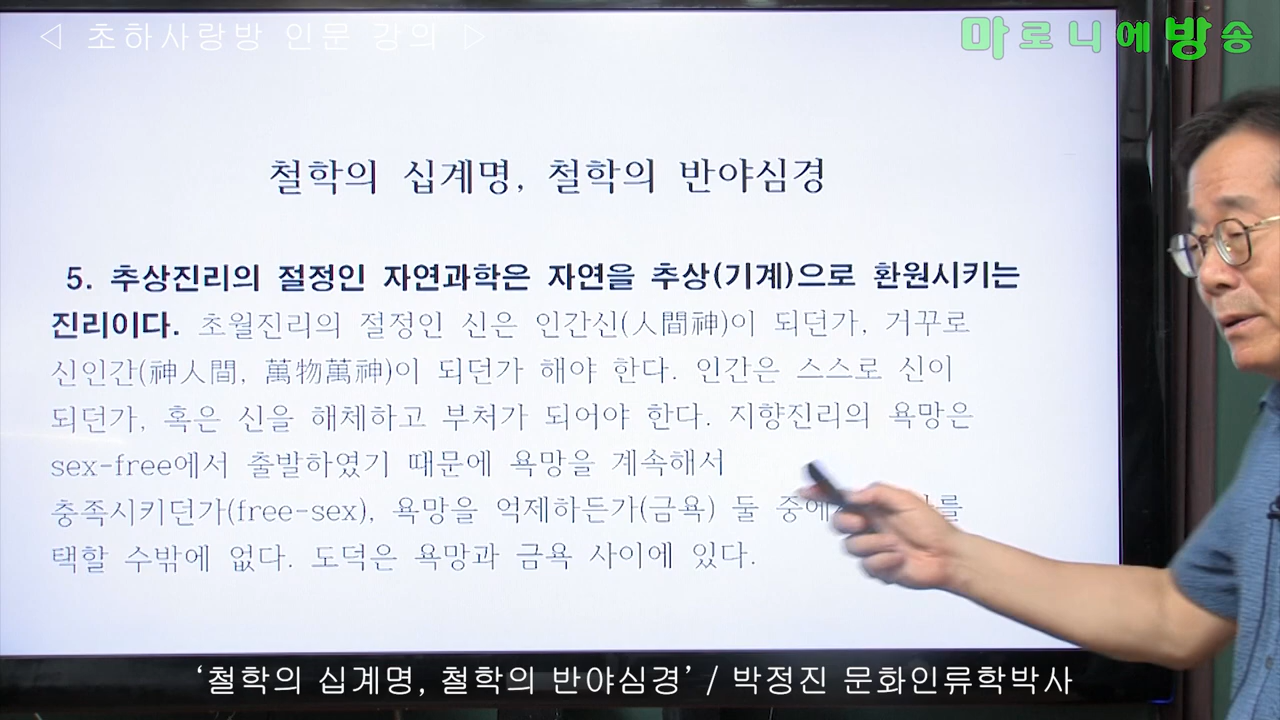 ◁ 초하사랑방 인문 강의 ▷
마로니에방송
철학의 십계명, 철학의 반야심경
5. 추상진리의 절정인 자연과학은 자연을 추상(기계)으로 환원시키는
진리이다. 초월진리의 절정인 신은 인간신(人間神)이 되던가, 거꾸로
신인간(神人間, 萬物萬神)이 되던가 해야 한다. 인간은 스스로 신이
되던가, 혹은 신을 해체하고 부처가 되어야 한다. 지향진리의 욕망은
sex-free에서 출발하였기 때문에 욕망을 계속해서
충족시키던가(free-sex), 욕망을 억제하든가(금욕) 둘 중에서 를
택할 수밖에 없다. 도덕은 욕망과 금욕 사이에 있다.
‘철학의 십계명, 철학의 반야심경’ / 박정진 문화인류학박사